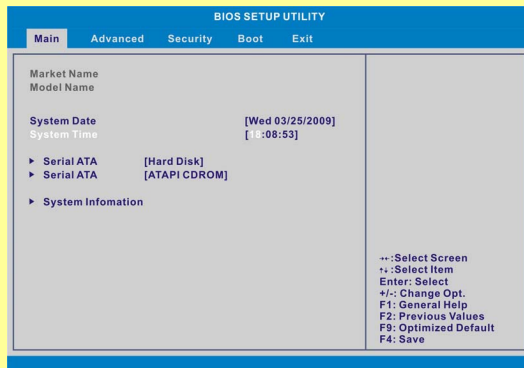 BIOS SETUP UTILITY
Main Advanced Security Boot Exit
Market Name
Model Name
System Date [Wed 03/25/2009]
System Time [18:08:53]
▶ Serial ATA [Hard Disk]
▶ Serial ATA [ATAPI CDROM]
▶ System Infomation
→←:Select Screen
↑↓:Select Item
Enter: Select
+/-: Change Opt.
F1: General Help
F2: Previous Values
F9: Optimized Default
F4: Save